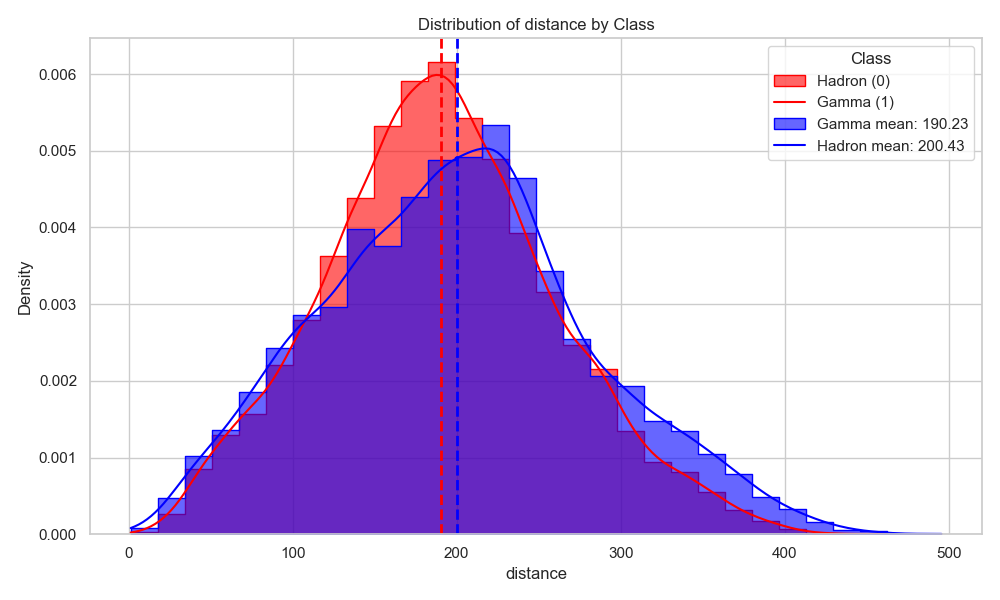 Distribution of distance by Class
Class
Hadron (0)
Gamma (1)
Gamma mean: 190.23
Hadron mean: 200.43
Density
0.006
0.005
0.004
0.003
0.002
0.001
0.000
0 100 200 300 400 500
distance